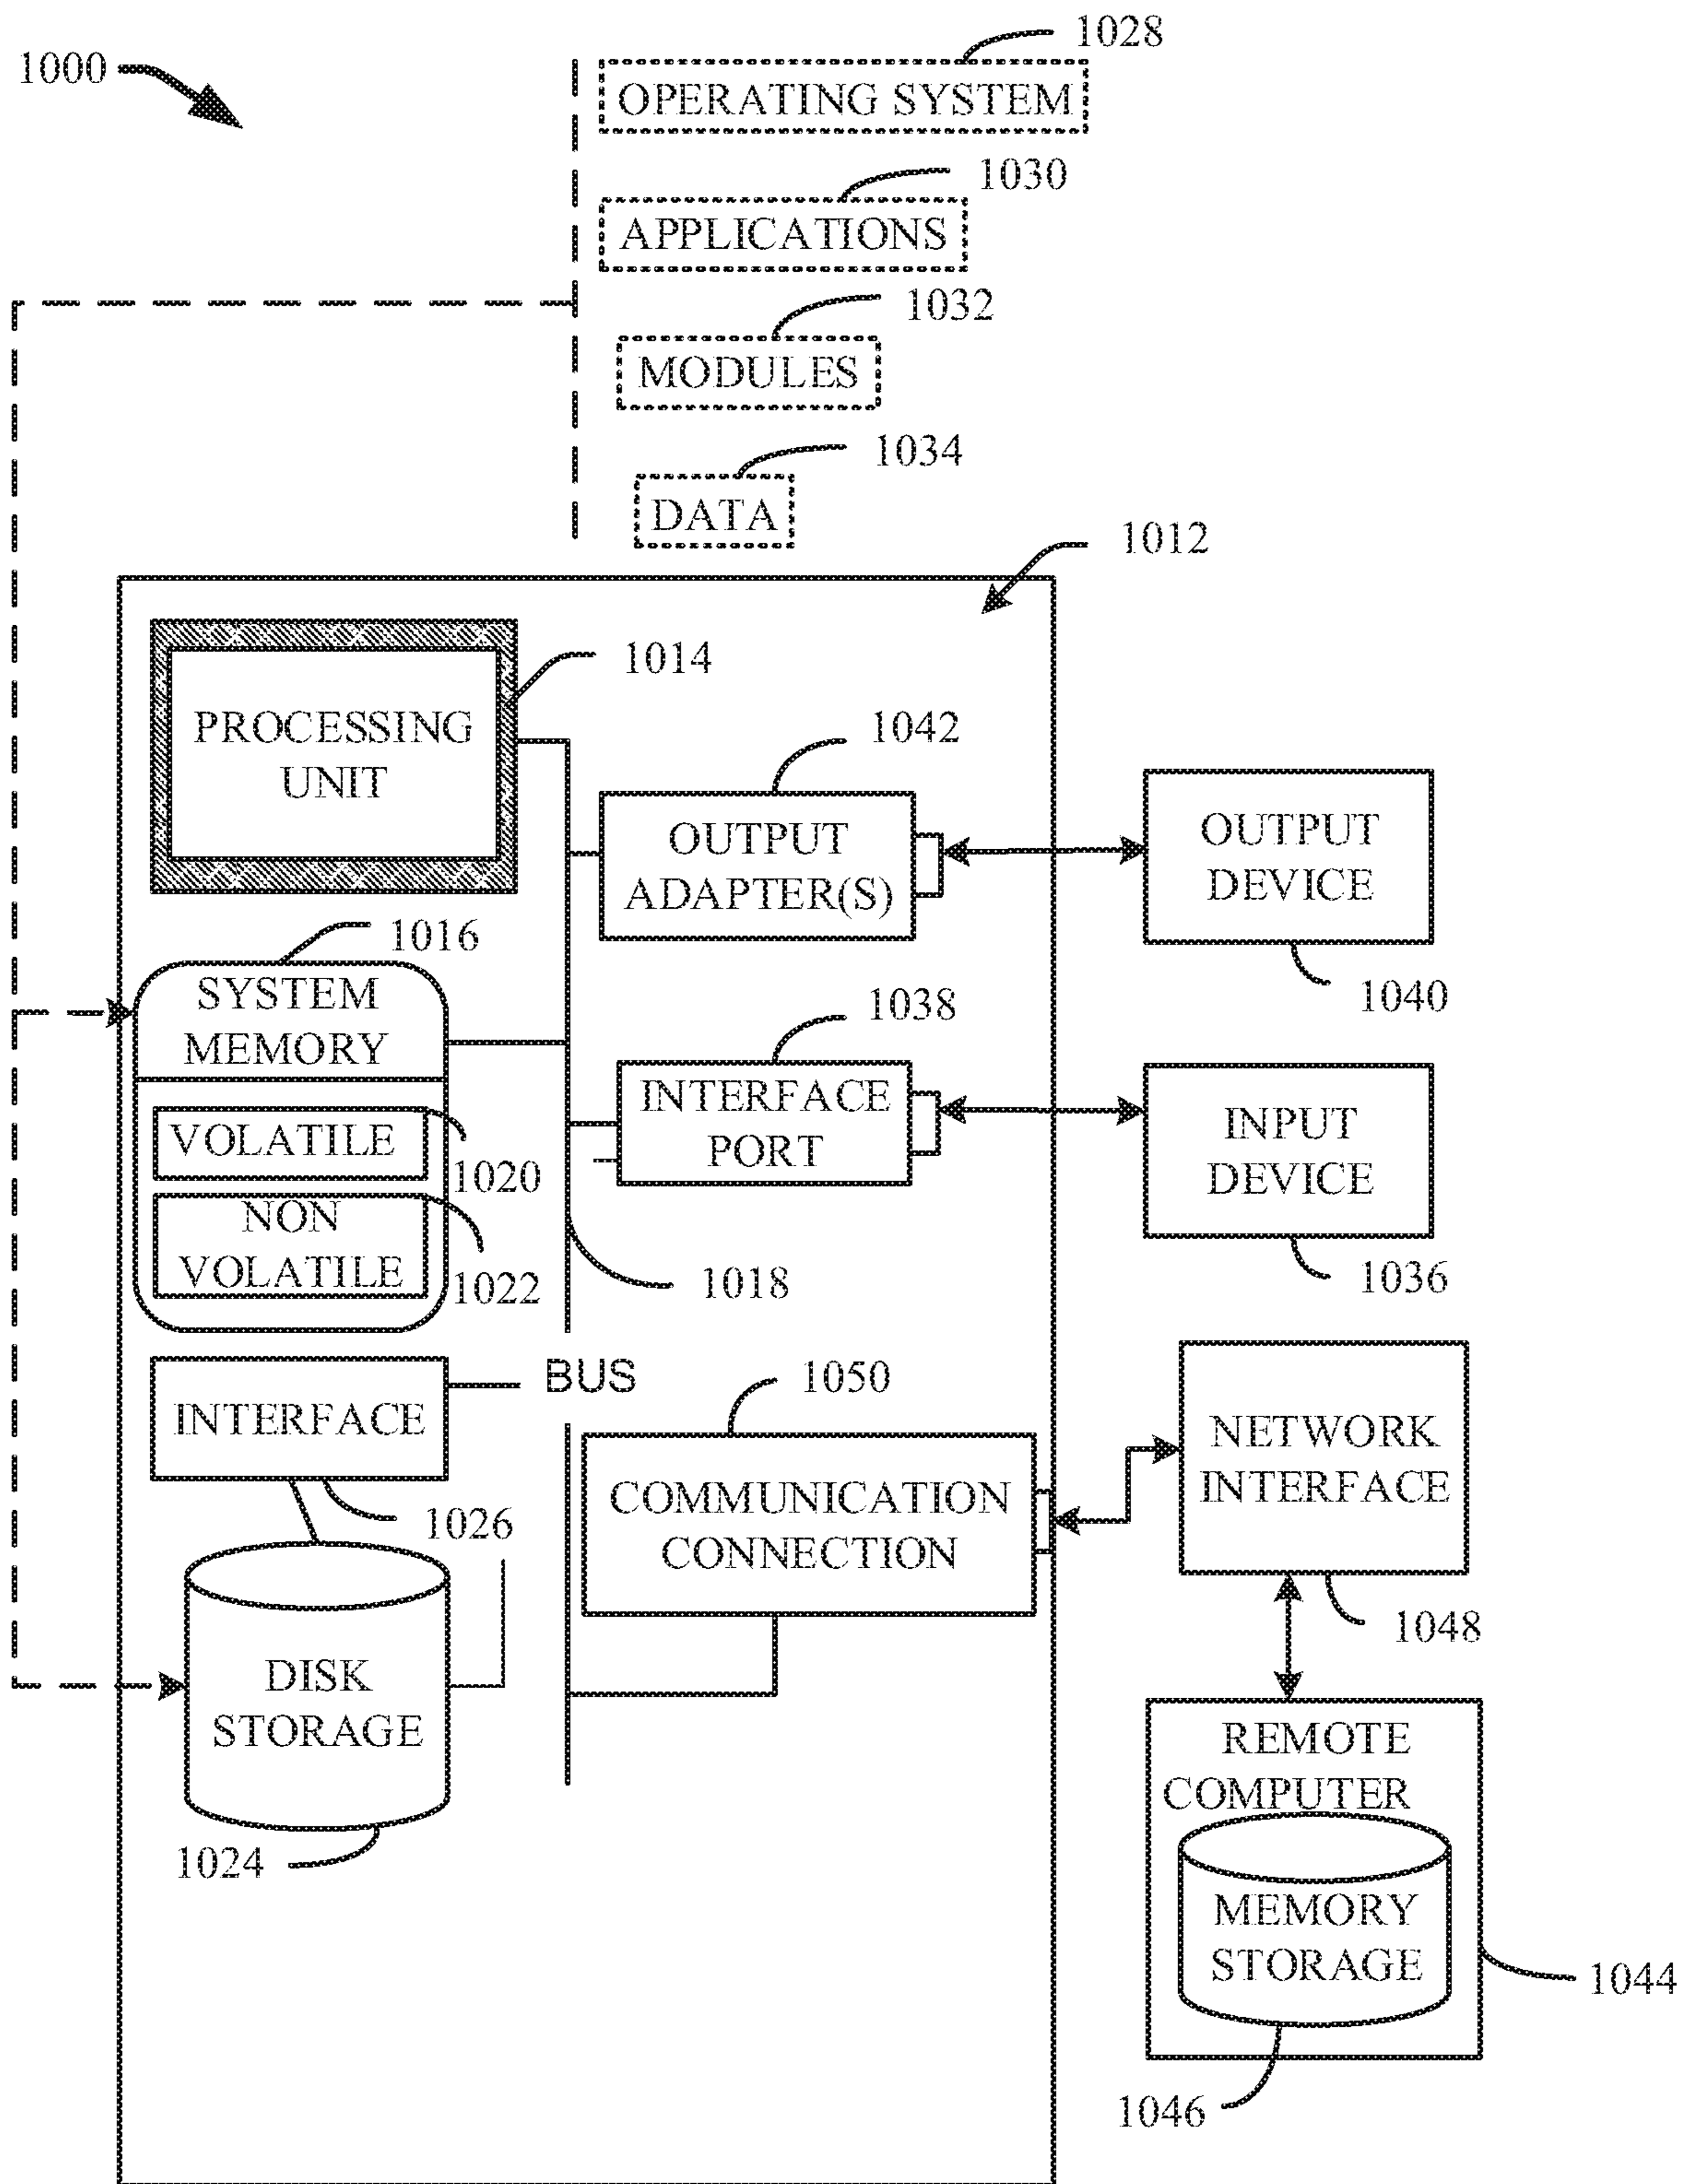 1028
1000
OPERATING SYSTEM
1030
APPLICATIONS
1032
MODULES
1034
DATA
1012
1014
PROCESSING
UNIT
1042
OUTPUT
ADAPTER(S)
OUTPUT
DEVICE
1040
1016
SYSTEM
MEMORY
1038
INTERFACE
PORT
INPUT
DEVICE
1036
VOLATILE
1020
NON
VOLATILE
1022
1018
BUS
INTERFACE
1026
1050
COMMUNICATION
CONNECTION
NETWORK
INTERFACE
1048
DISK
STORAGE
1024
REMOTE
COMPUTER
MEMORY
STORAGE
1044
1046